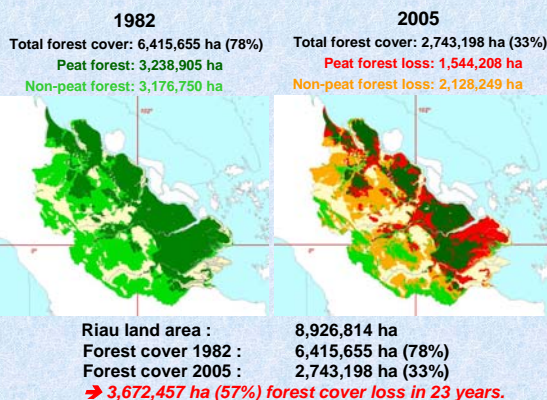 1982
Total forest cover: 6,415,655 ha (78%)
Peat forest: 3,238,905 ha
Non-peat forest: 3,176,750 ha
2005
Total forest cover: 2,743,198 ha (33%)
Peat forest loss: 1,544,208 ha
Non-peat forest loss: 2,128,249 ha
102°
0°
102°
0°
Riau land area : 8,926,814 ha
Forest cover 1982 : 6,415,655 ha (78%)
Forest cover 2005 : 2,743,198 ha (33%)
➔ 3,672,457 ha (57%) forest cover loss in 23 years.